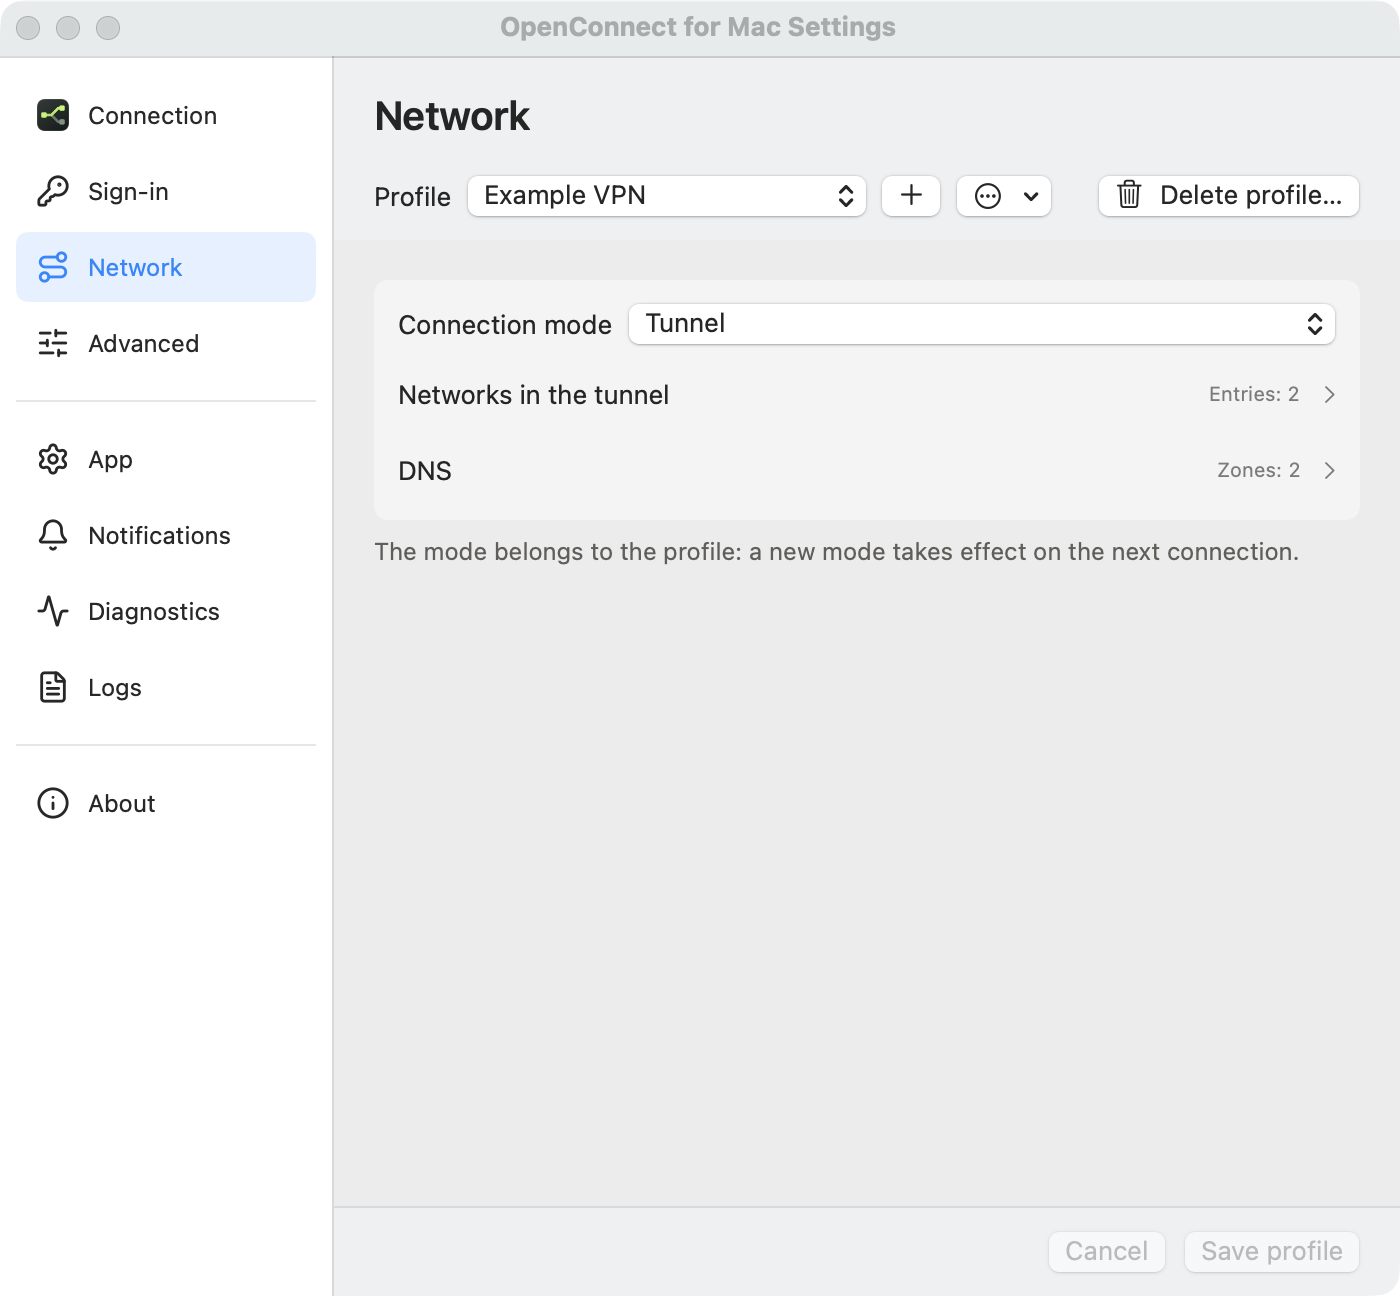 OpenConnect for Mac Settings
Connection
Sign-in
Network
Advanced
App
Notifications
Diagnostics
Logs
About
Network
Profile
Example VPN
Delete profile...
Connection mode
Tunnel
Networks in the tunnel
Entries: 2
DNS
Zones: 2
The mode belongs to the profile: a new mode takes effect on the next connection.
Cancel
Save profile